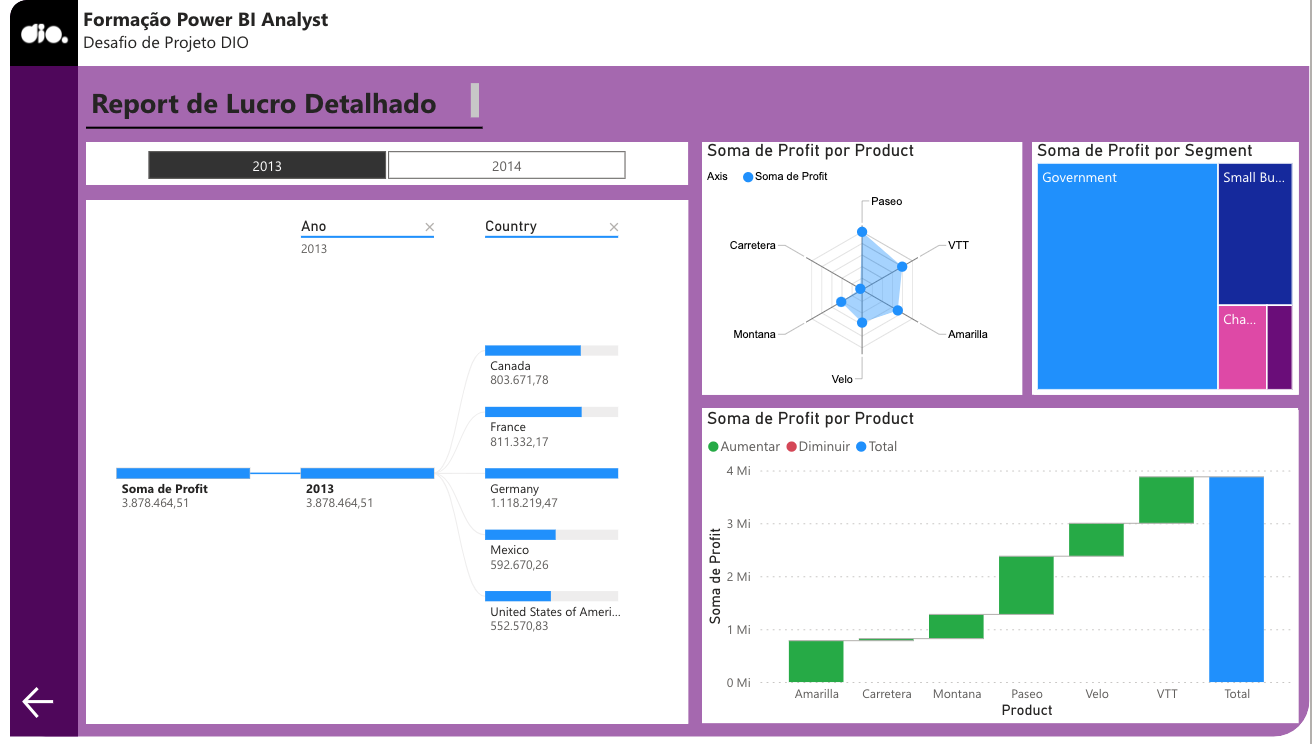 dio.
Formação Power BI Analyst
Desafio de Projeto DIO
Report de Lucro Detalhado
2013
2014
Ano
2013
Country
Soma de Profit
3.878.464,51
2013
3.878.464,51
Canada
803.671,78
France
811.332,17
Germany
1.118.219,47
Mexico
592.670,26
United States of Ameri...
552.570,83
Soma de Profit por Product
Axis Soma de Profit
Paseo
VTT
Amarilla
Velo
Montana
Carretera
Soma de Profit por Segment
Government
Small Bu...
Cha...
Soma de Profit por Product
Aumentar Diminuir Total
Soma de Profit
4 Mi
3 Mi
2 Mi
1 Mi
0 Mi
Amarilla Carretera Montana Paseo Velo VTT Total
Product